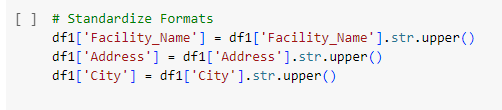 [ ] # Standardize Formats
df1['Facility_Name'] = df1['Facility_Name'].str.upper()
df1['Address'] = df1['Address'].str.upper()
df1['City'] = df1['City'].str.upper()